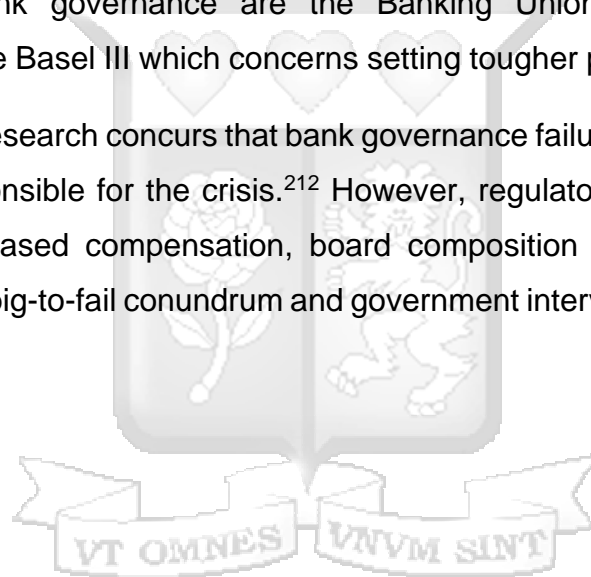 nk governance are the Banking Union
e Basel III which concerns setting tougher p
esearch concurs that bank governance failu
onsible for the crisis.²¹² However, regulato
ased compensation, board composition
big-to-fail conundrum and government interv
VT OMNES VNVM SINT